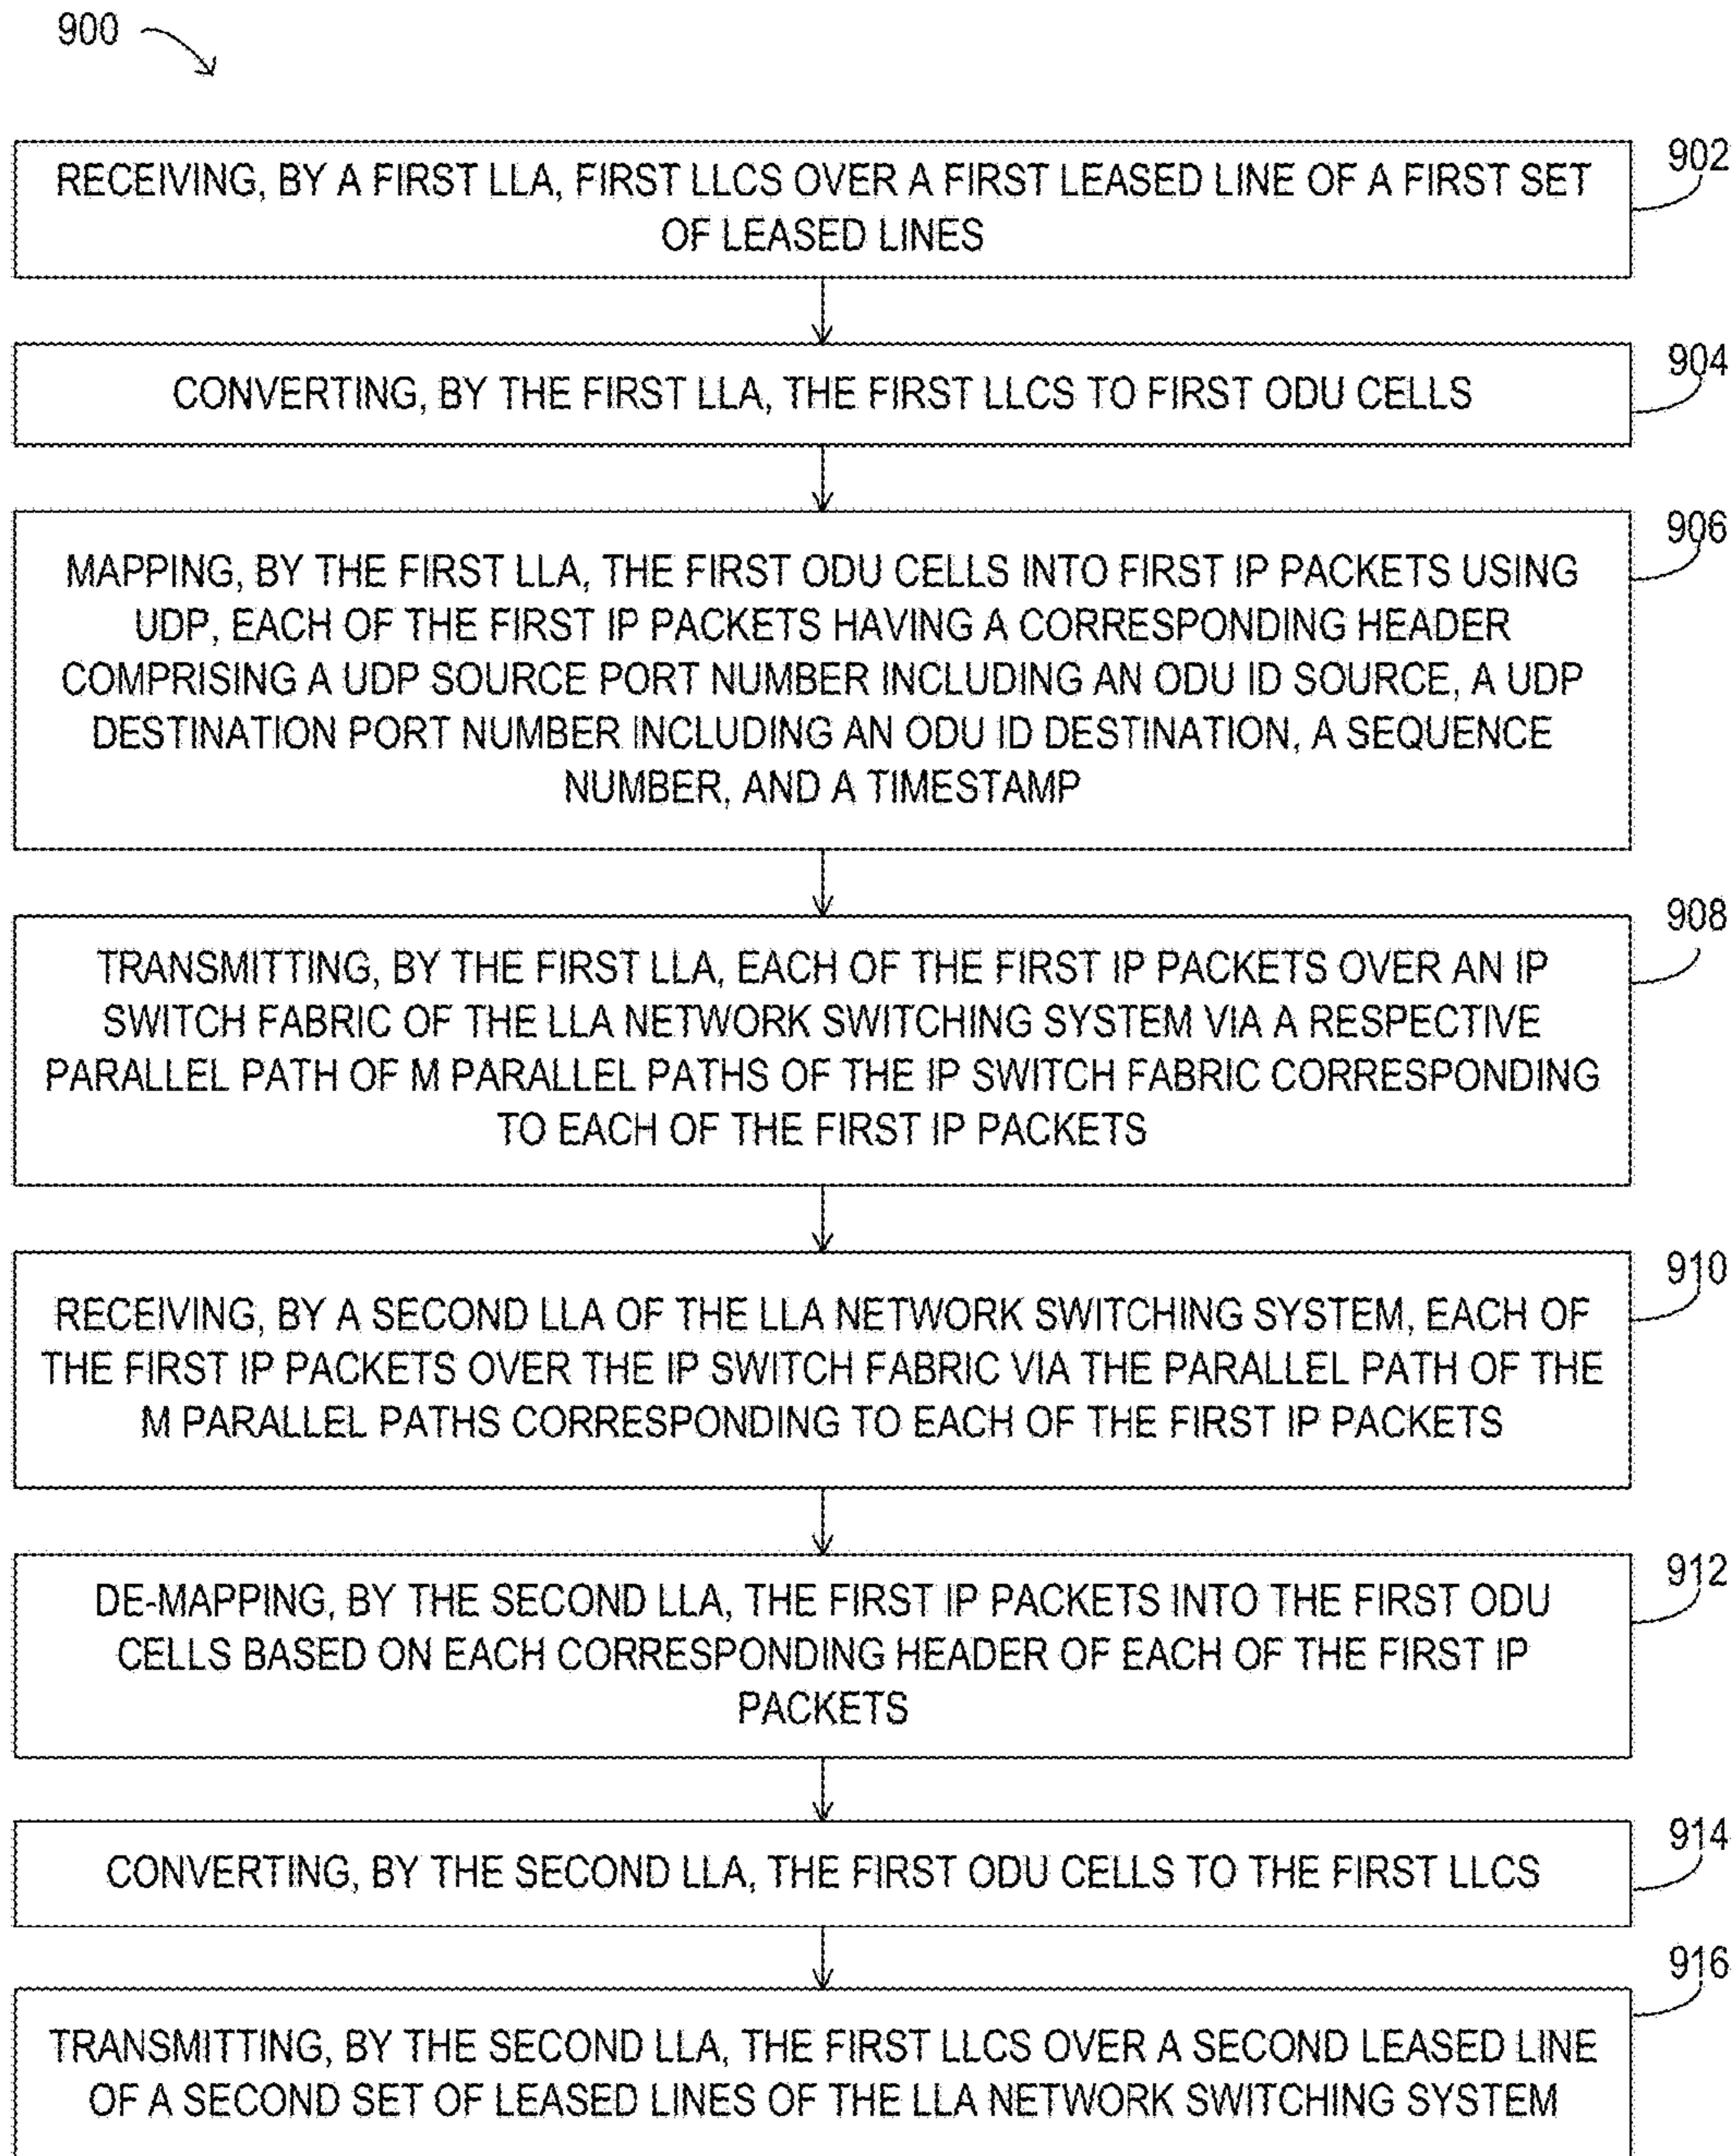 900
902
RECEIVING, BY A FIRST LLA, FIRST LLCS OVER A FIRST LEASED LINE OF A FIRST SET
OF LEASED LINES
904
CONVERTING, BY THE FIRST LLA, THE FIRST LLCS TO FIRST ODU CELLS
906
MAPPING, BY THE FIRST LLA, THE FIRST ODU CELLS INTO FIRST IP PACKETS USING
UDP, EACH OF THE FIRST IP PACKETS HAVING A CORRESPONDING HEADER
COMPRISING A UDP SOURCE PORT NUMBER INCLUDING AN ODU ID SOURCE, A UDP
DESTINATION PORT NUMBER INCLUDING AN ODU ID DESTINATION, A SEQUENCE
NUMBER, AND A TIMESTAMP
908
TRANSMITTING, BY THE FIRST LLA, EACH OF THE FIRST IP PACKETS OVER AN IP
SWITCH FABRIC OF THE LLA NETWORK SWITCHING SYSTEM VIA A RESPECTIVE
PARALLEL PATH OF M PARALLEL PATHS OF THE IP SWITCH FABRIC CORRESPONDING
TO EACH OF THE FIRST IP PACKETS
910
RECEIVING, BY A SECOND LLA OF THE LLA NETWORK SWITCHING SYSTEM, EACH OF
THE FIRST IP PACKETS OVER THE IP SWITCH FABRIC VIA THE PARALLEL PATH OF THE
M PARALLEL PATHS CORRESPONDING TO EACH OF THE FIRST IP PACKETS
912
DE-MAPPING, BY THE SECOND LLA, THE FIRST IP PACKETS INTO THE FIRST ODU
CELLS BASED ON EACH CORRESPONDING HEADER OF EACH OF THE FIRST IP
PACKETS
914
CONVERTING, BY THE SECOND LLA, THE FIRST ODU CELLS TO THE FIRST LLCS
916
TRANSMITTING, BY THE SECOND LLA, THE FIRST LLCS OVER A SECOND LEASED LINE
OF A SECOND SET OF LEASED LINES OF THE LLA NETWORK SWITCHING SYSTEM